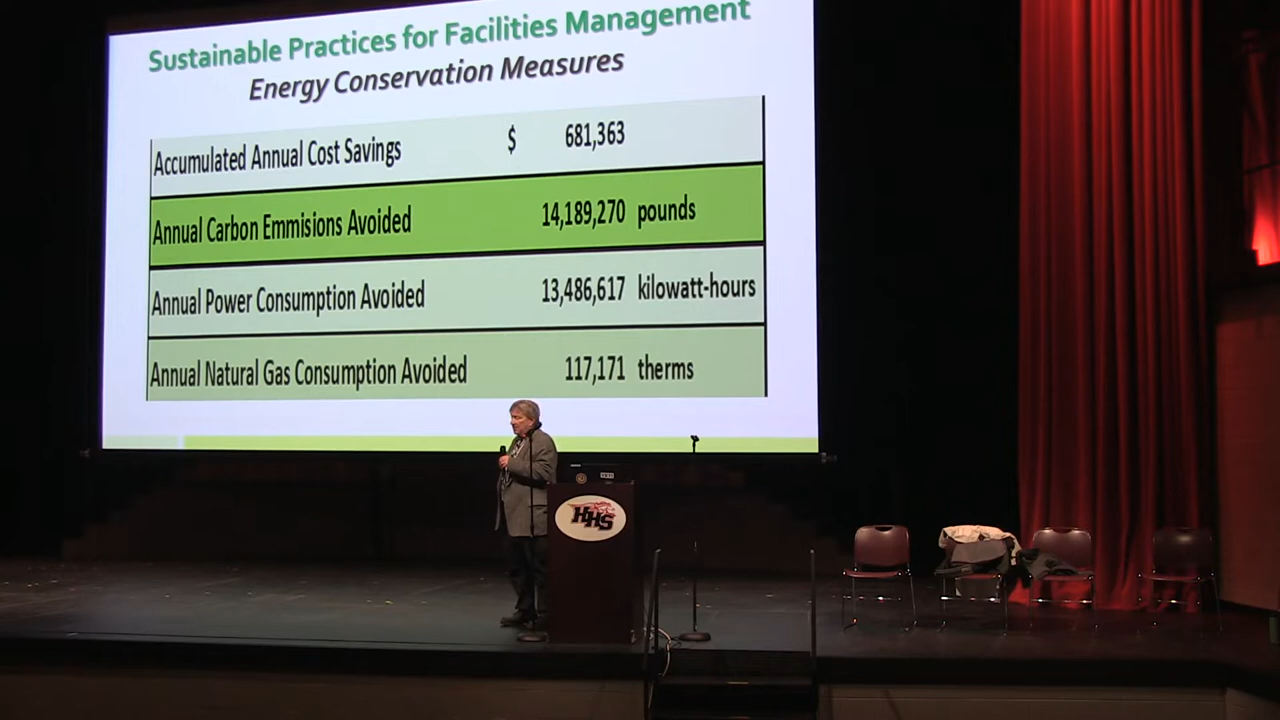 Sustainable Practices for Facilities Management
Energy Conservation Measures
Accumulated Annual Cost Savings $ 681,363
Annual Carbon Emmisions Avoided 14,189,270 pounds
Annual Power Consumption Avoided 13,486,617 kilowatt-hours
Annual Natural Gas Consumption Avoided 117,171 therms
HHS